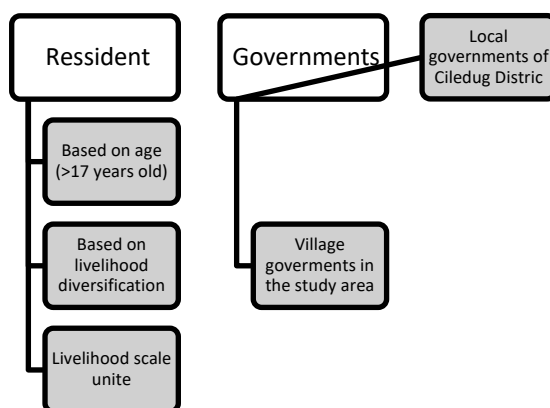 Ressident
Based on age
(>17 years old)
Based on
livelihood
diversification
Livelihood scale
unite
Governments
Local
governments of
Ciledug Distric
Village
goverments in
the study area